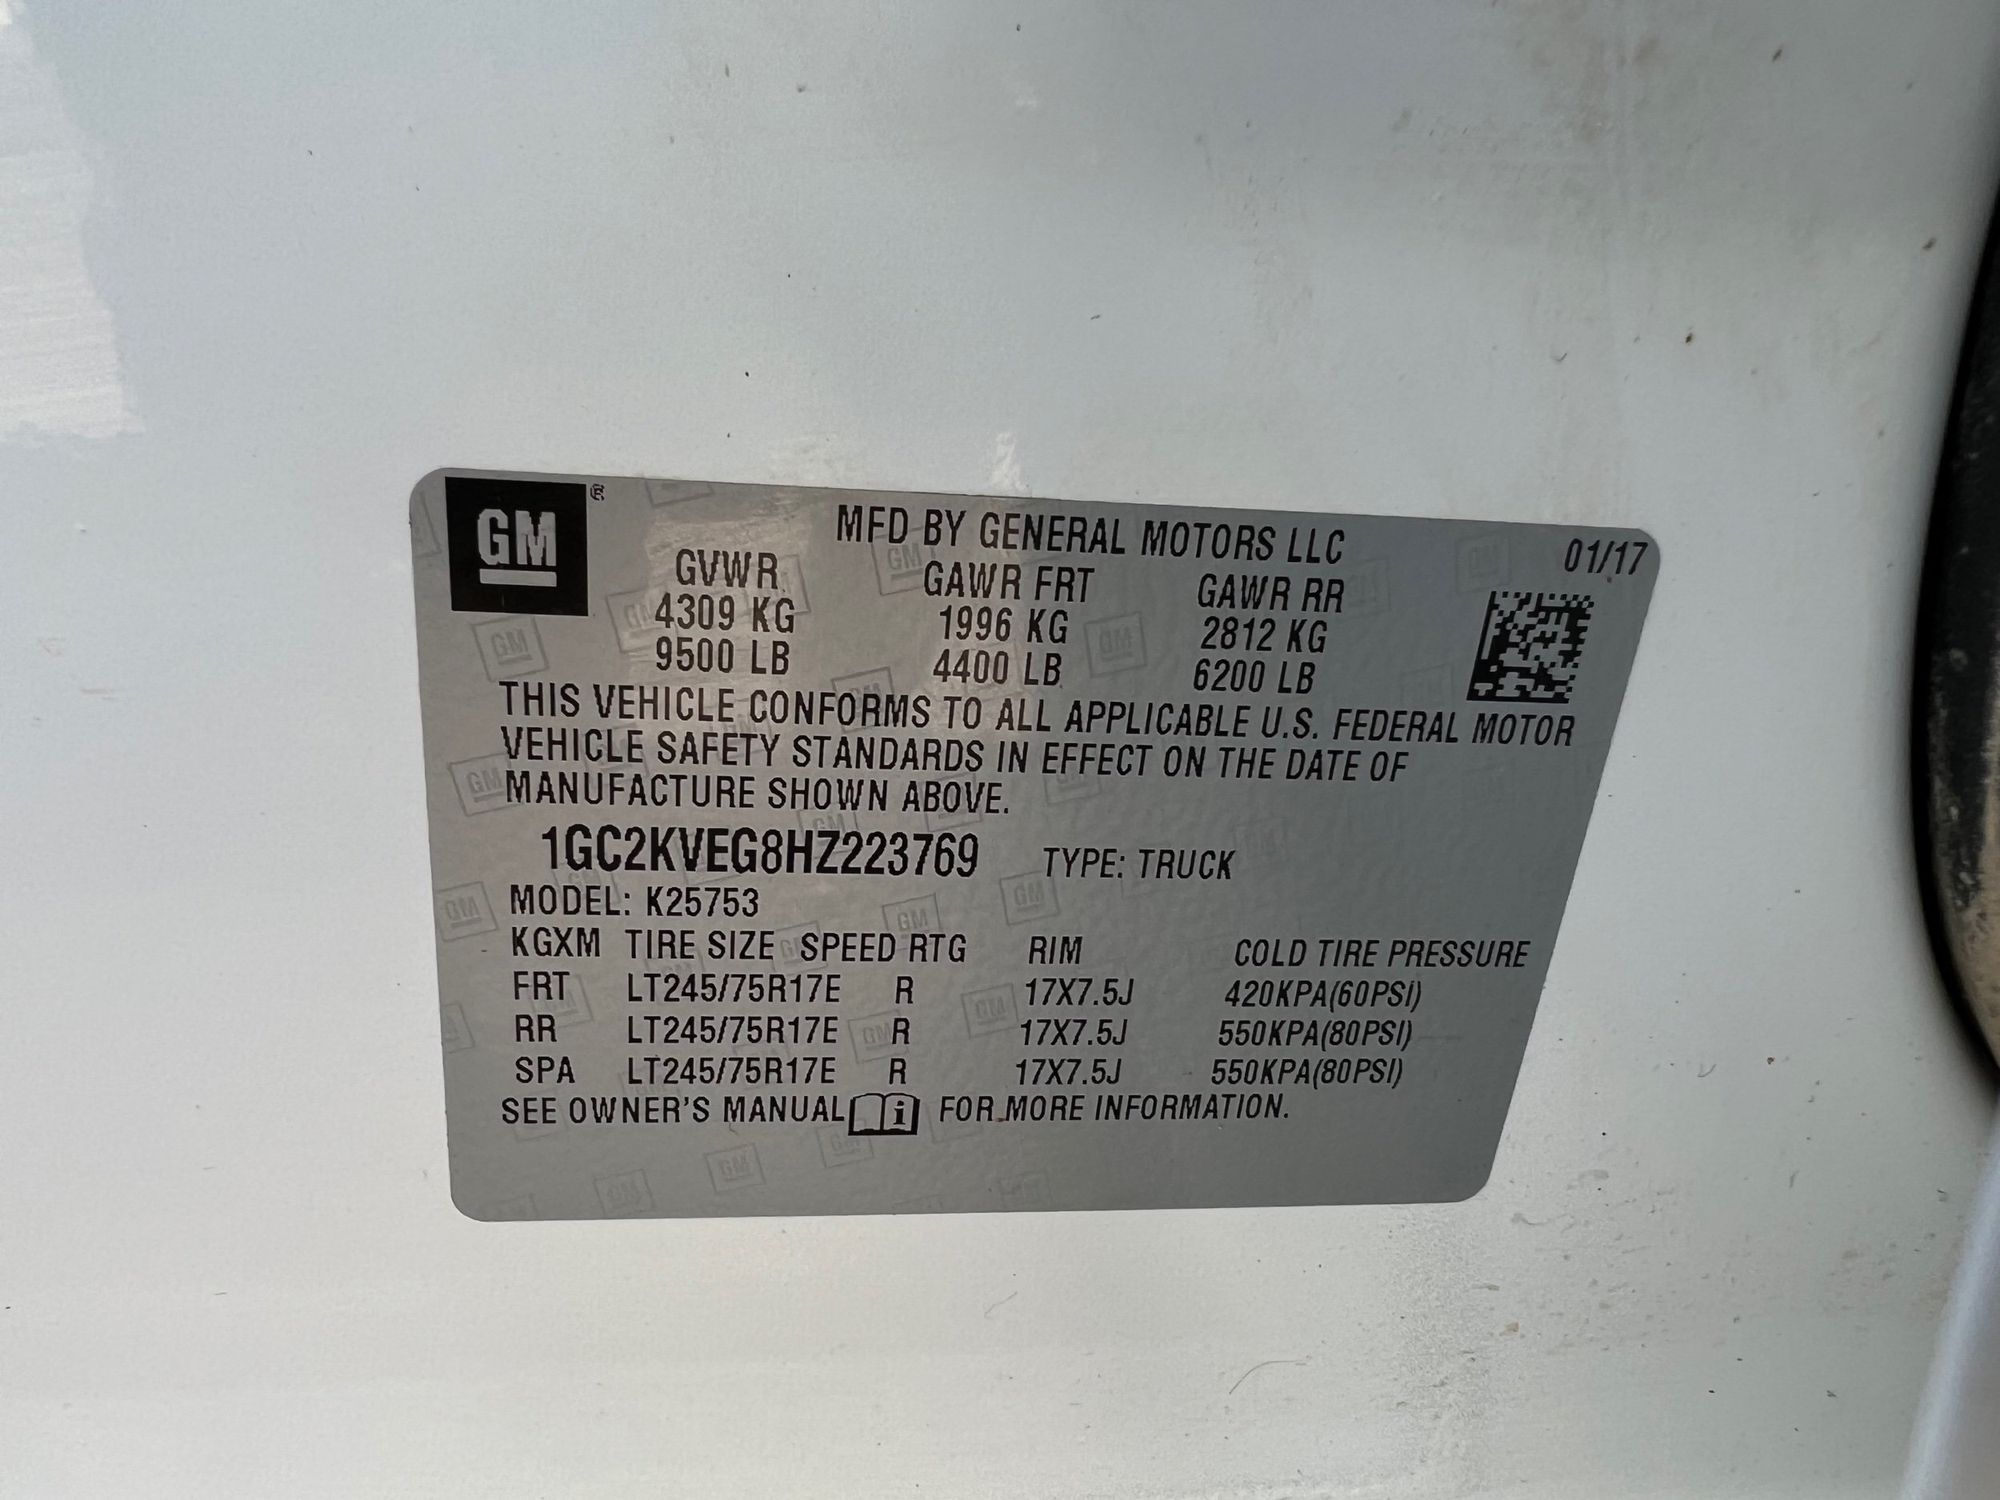 GM®
MFD BY GENERAL MOTORS LLC 01/17
GVWR GAWR FRT GAWR RR
4309 KG 1996 KG 2812 KG
9500 LB 4400 LB 6200 LB
THIS VEHICLE CONFORMS TO ALL APPLICABLE U.S. FEDERAL MOTOR
VEHICLE SAFETY STANDARDS IN EFFECT ON THE DATE OF
MANUFACTURE SHOWN ABOVE.
1GC2KVEG8HZ223769 TYPE: TRUCK
MODEL: K25753
KGXM TIRE SIZE SPEED RTG RIM COLD TIRE PRESSURE
FRT LT245/75R17E R 17X7.5J 420KPA(60PSI)
RR LT245/75R17E R 17X7.5J 550KPA(80PSI)
SPA LT245/75R17E R 17X7.5J 550KPA(80PSI)
SEE OWNER'S MANUAL i FOR MORE INFORMATION.